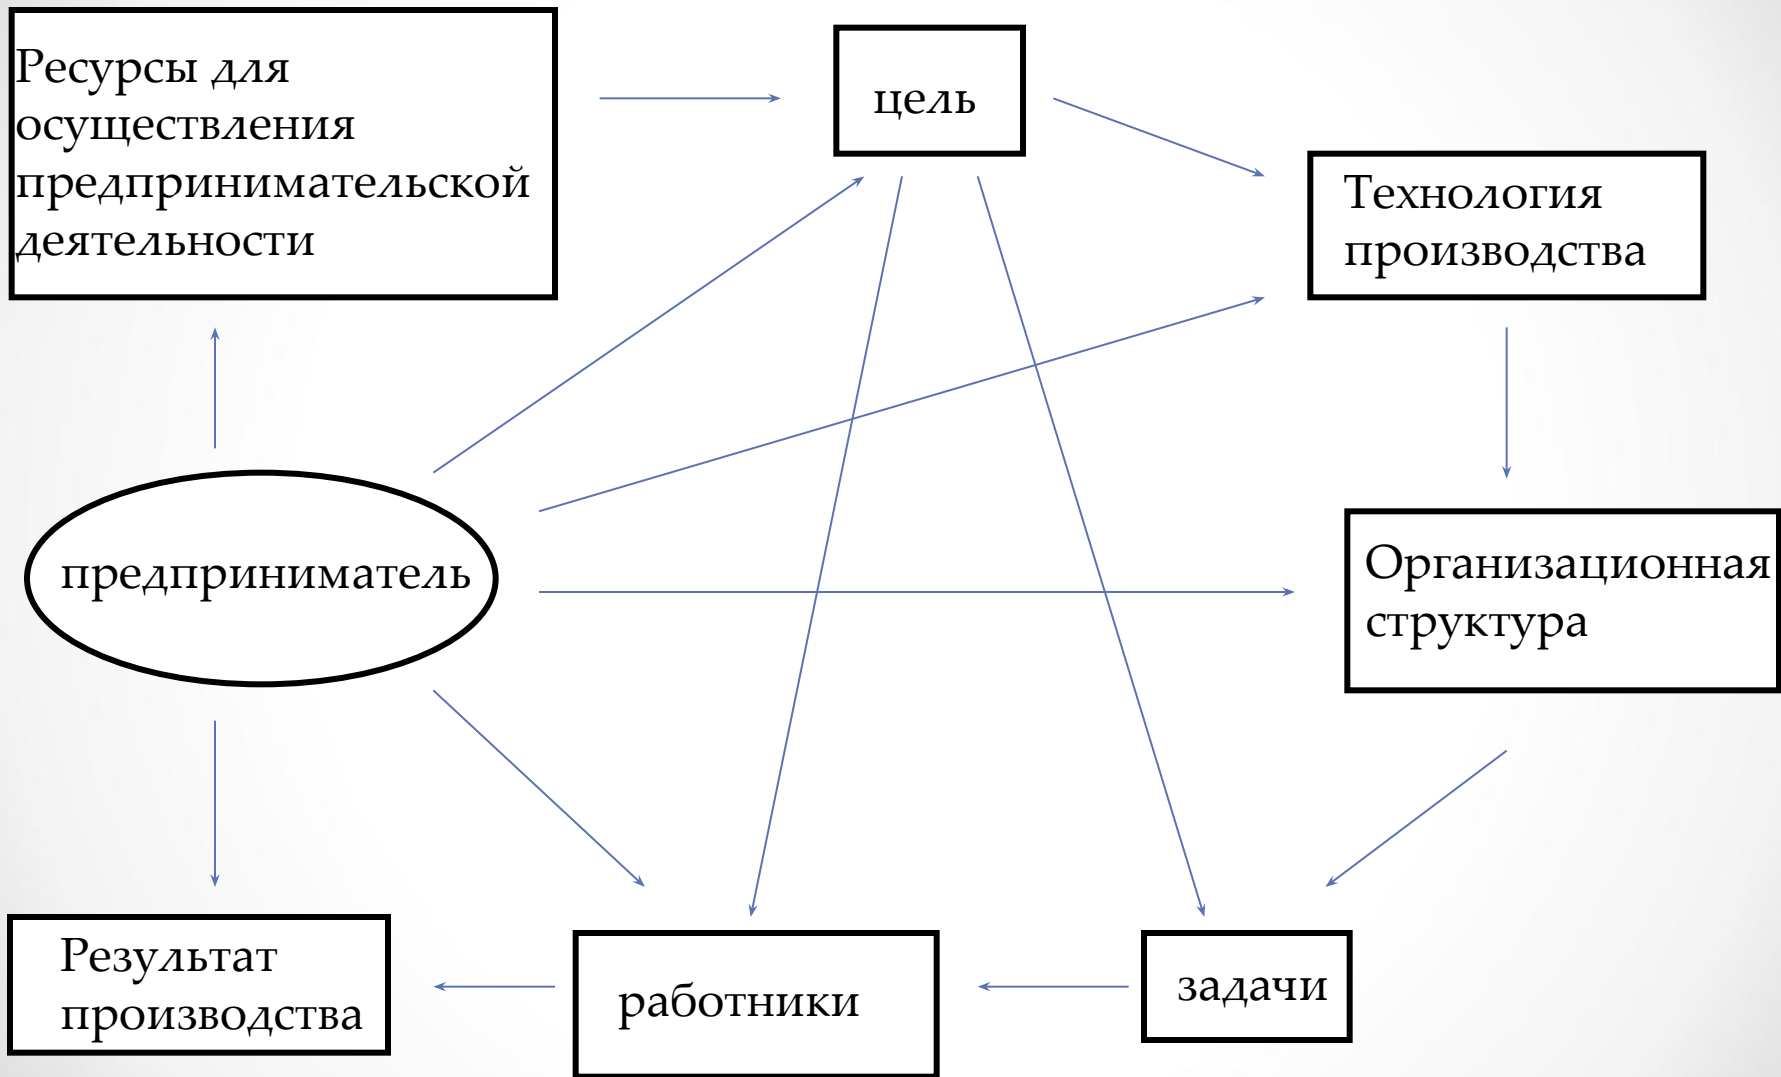 Ресурсы для
осуществления
предпринимательской
деятельности
цель
Технология
производства
предприниматель
Организационная
структура
Результат
производства
работники
задачи